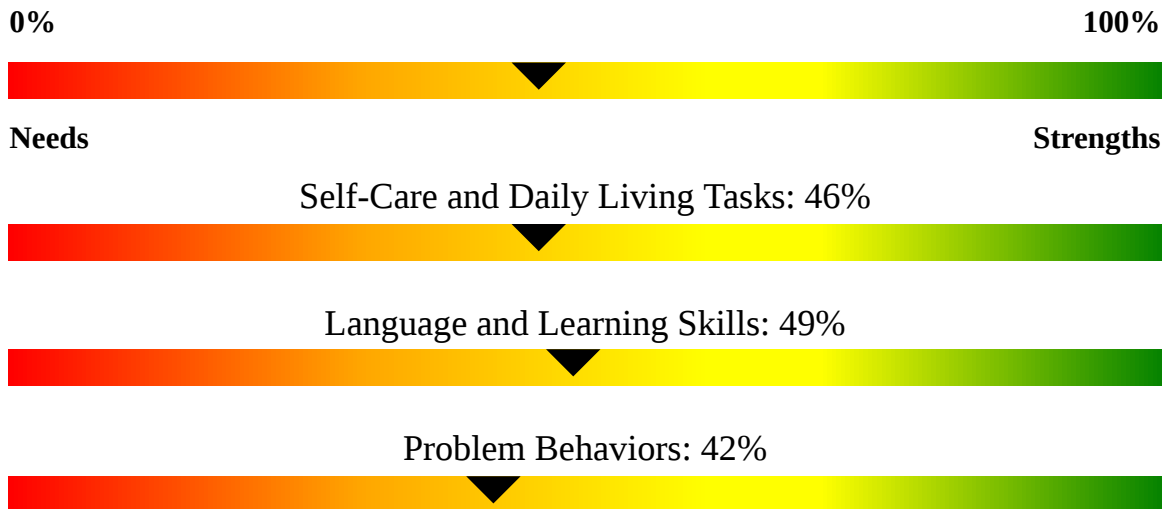 0% 100%
Needs Strengths
Self-Care and Daily Living Tasks: 46%
Language and Learning Skills: 49%
Problem Behaviors: 42%